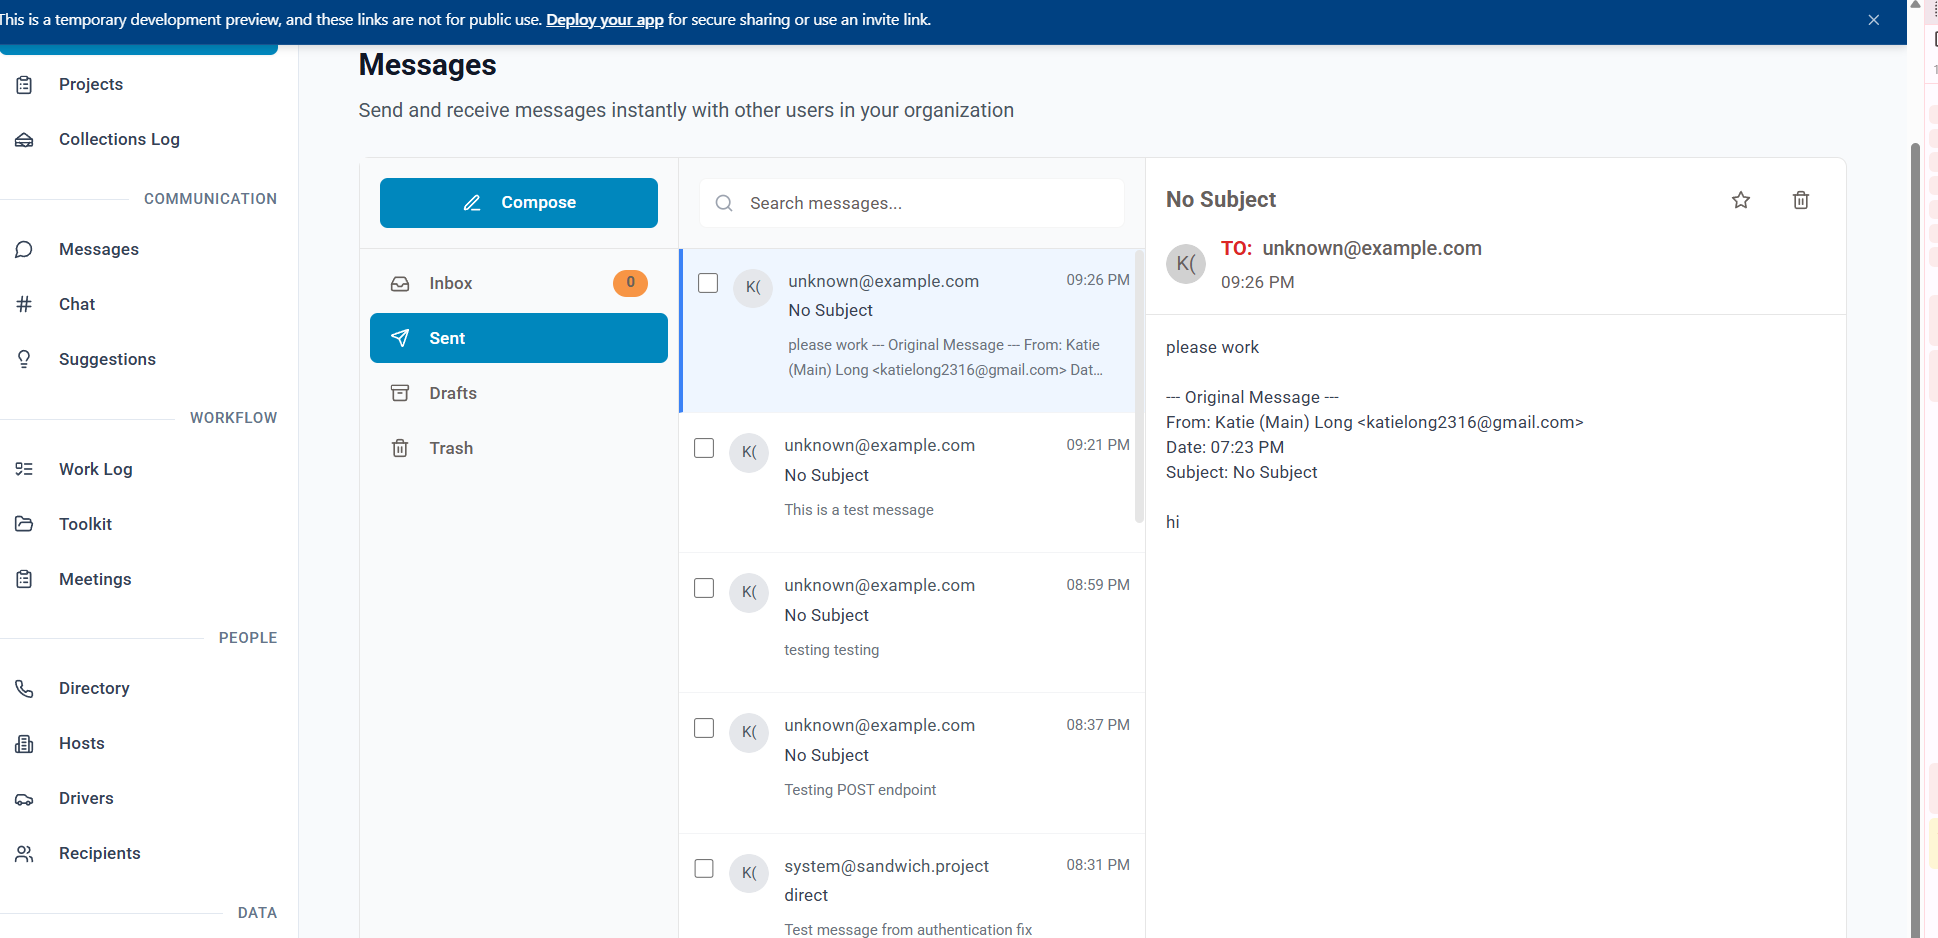 This is a temporary development preview, and these links are not for public use. Deploy your app for secure sharing or use an invite link.
Projects
Collections Log
COMMUNICATION
Messages
Chat
Suggestions
WORKFLOW
Work Log
Toolkit
Meetings
PEOPLE
Directory
Hosts
Drivers
Recipients
DATA
Messages
Send and receive messages instantly with other users in your organization
Compose
Inbox 0
Sent
Drafts
Trash
Search messages...
K( unknown@example.com 09:26 PM
No Subject
please work --- Original Message --- From: Katie
(Main) Long <katielong2316@gmail.com> Dat...
K( unknown@example.com 09:21 PM
No Subject
This is a test message
K( unknown@example.com 08:59 PM
No Subject
testing testing
K( unknown@example.com 08:37 PM
No Subject
Testing POST endpoint
K( system@sandwich.project 08:31 PM
direct
Test message from authentication fix
No Subject
K( TO: unknown@example.com
09:26 PM
please work
--- Original Message ---
From: Katie (Main) Long <katielong2316@gmail.com>
Date: 07:23 PM
Subject: No Subject
hi